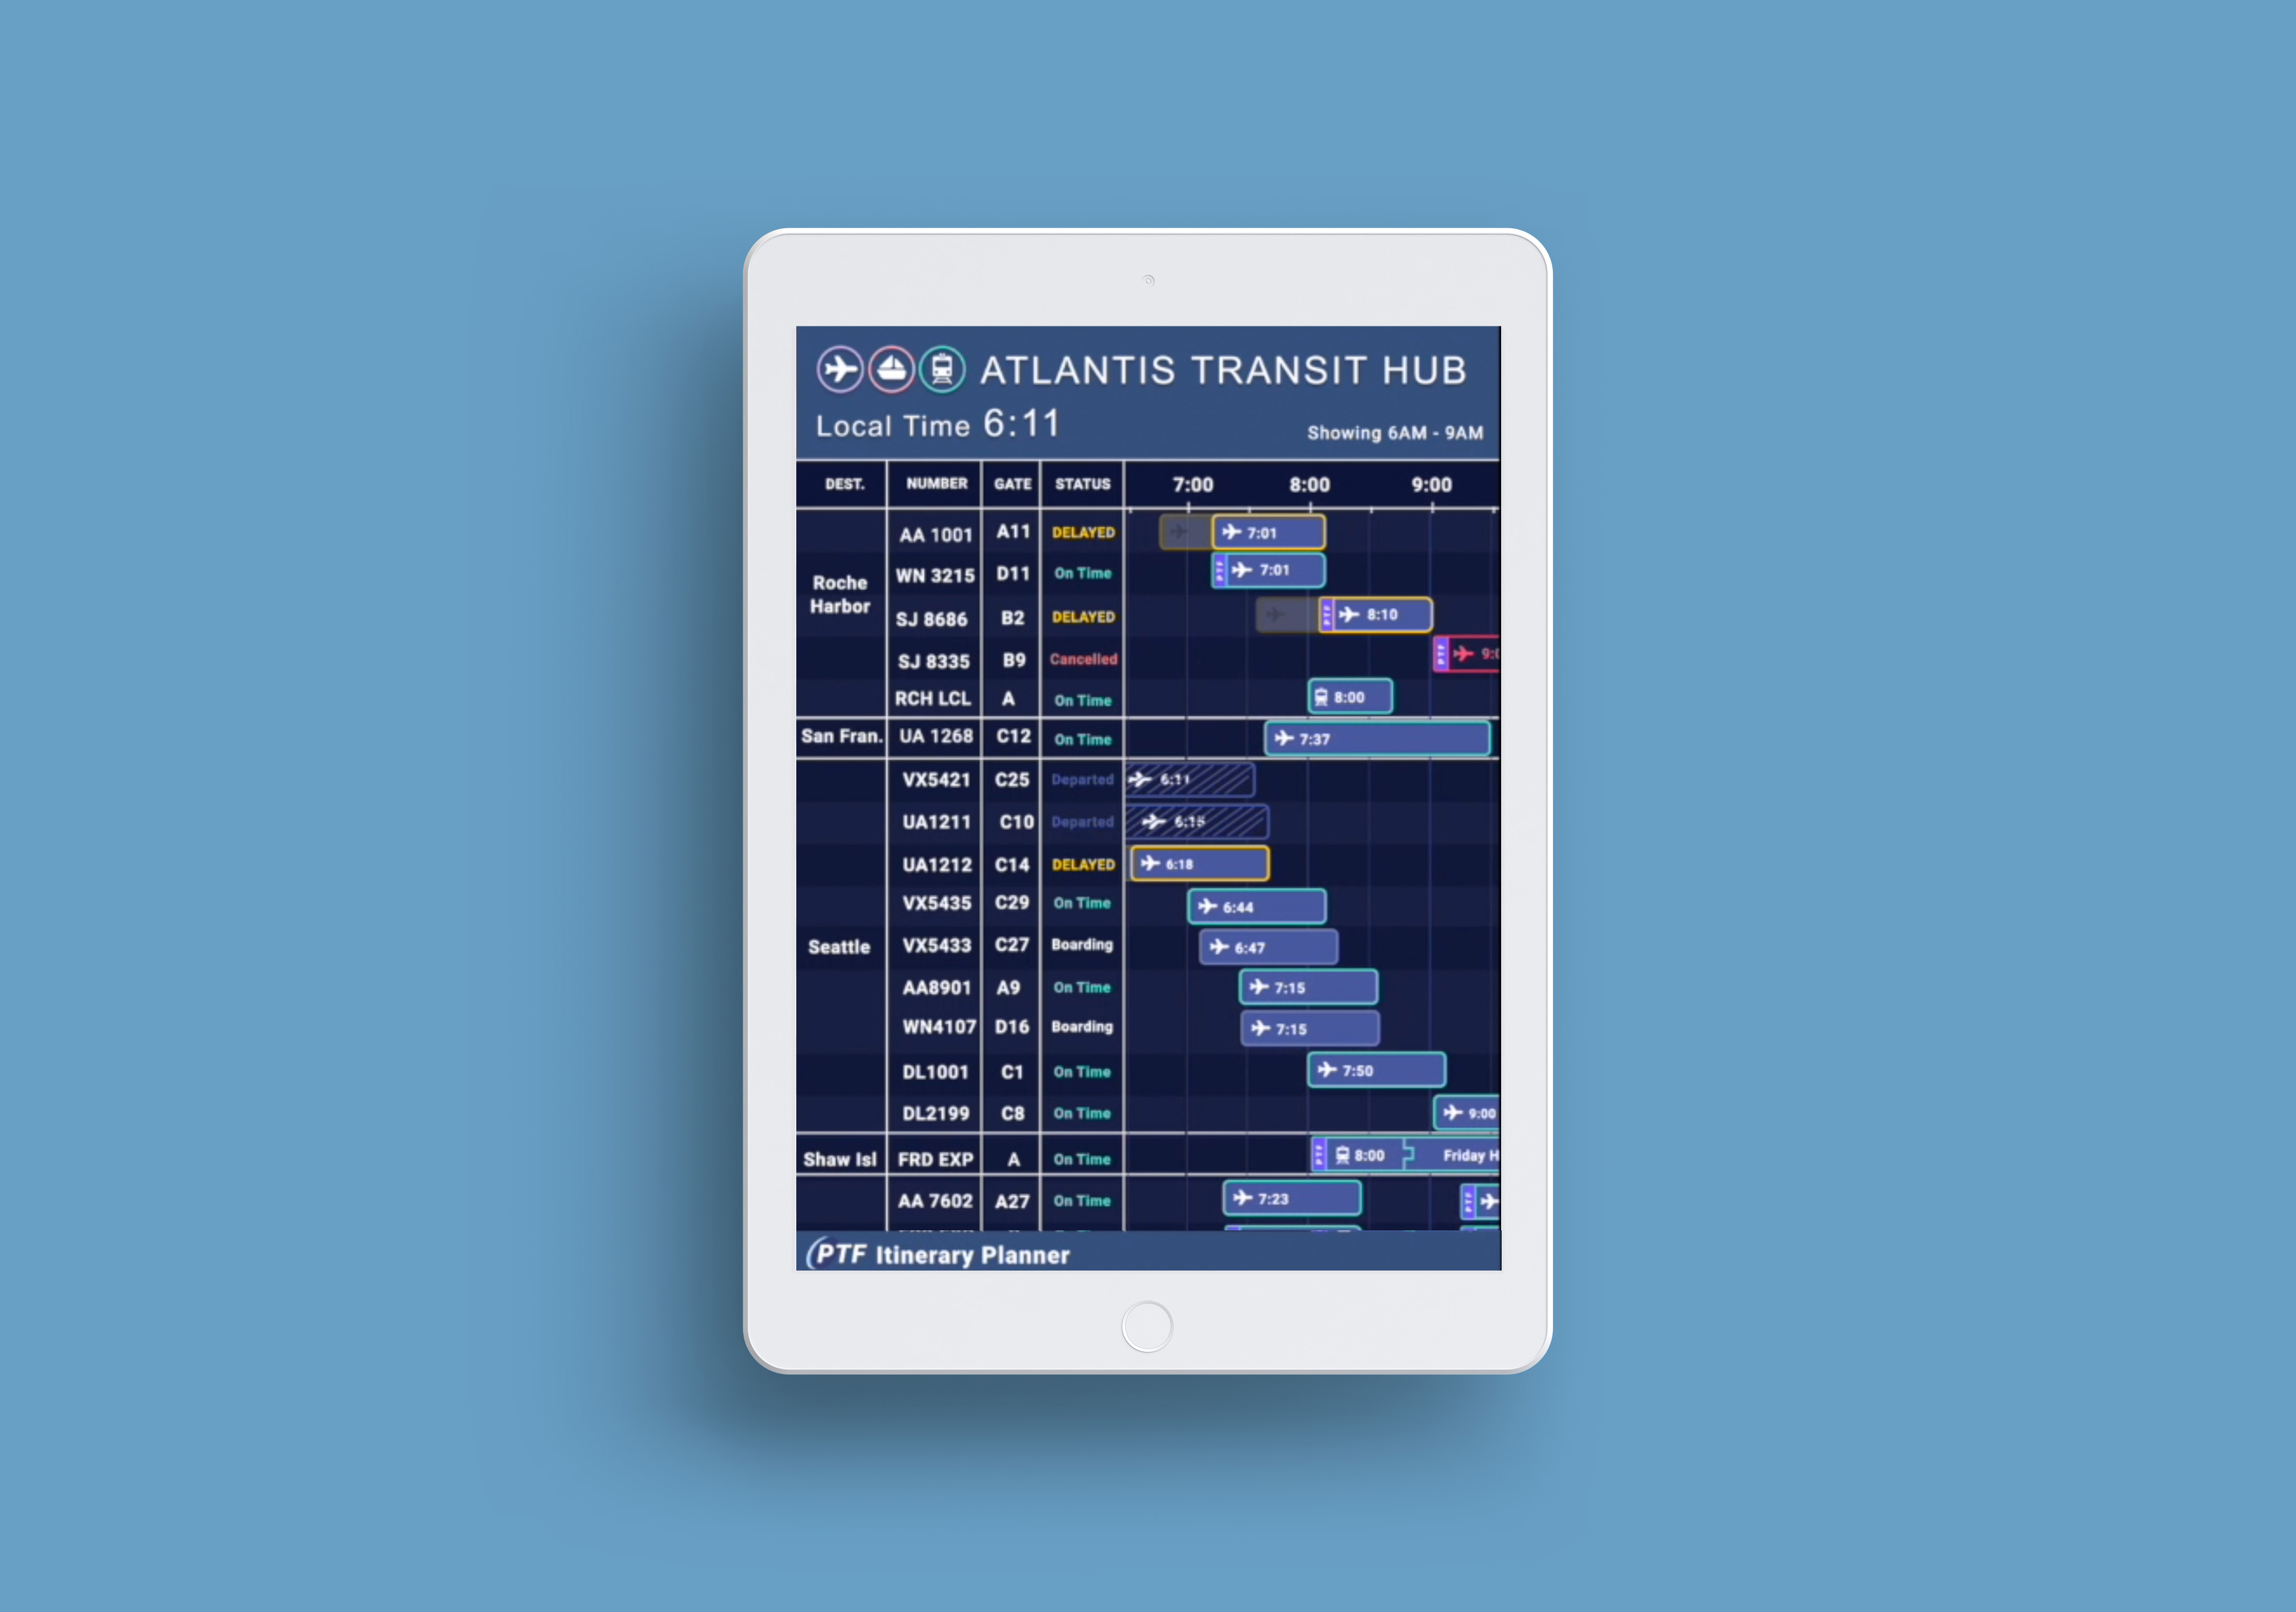 ATLANTIS TRANSIT HUB
Local Time 6:11
Showing 6AM - 9AM
DEST. NUMBER GATE STATUS 7:00 8:00 9:00
Roche
Harbor
AA 1001 A11 DELAYED 7:01
WN 3215 D11 On Time PTF 7:01
SJ 8686 B2 DELAYED PTF 8:10
SJ 8335 B9 Cancelled PTF
RCH LCL A On Time 8:00
San Fran. UA 1268 C12 On Time 7:37
Seattle
VX5421 C25 Departed 6:11
UA1211 C10 Departed 6:15
UA1212 C14 DELAYED 6:18
VX5435 C29 On Time 6:44
VX5433 C27 Boarding 6:47
AA8901 A9 On Time 7:15
WN4107 D16 Boarding 7:15
DL1001 C1 On Time 7:50
DL2199 C8 On Time 9:00
Shaw Isl FRD EXP A On Time PTF 8:00 Friday H
AA 7602 A27 On Time 7:23 PTF
PTF Itinerary Planner